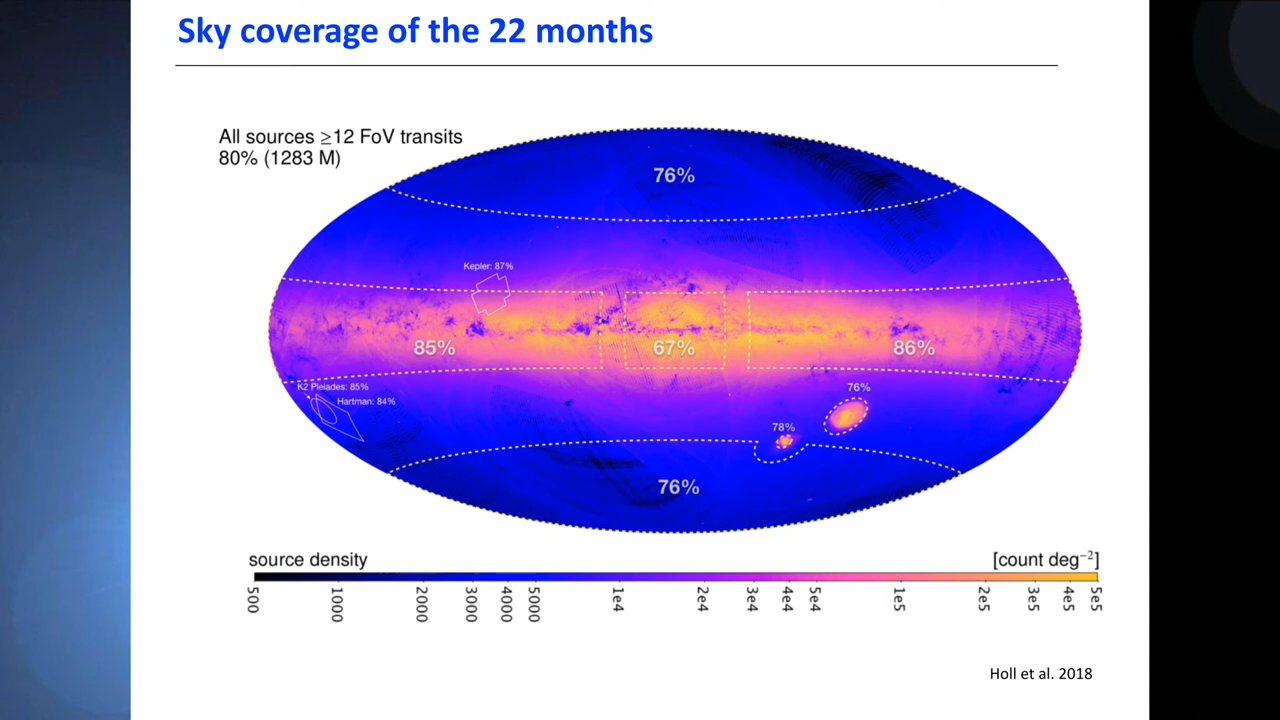 Sky coverage of the 22 months
All sources ≥12 FoV transits
80% (1283 M)
76%
Kepler: 87%
85%
67%
86%
K2 Pleiades: 85%
Hartman: 84%
76%
78%
76%
source density
[count deg⁻²]
500 1000 2000 3000 4000 5000 1e4 2e4 3e4 4e4 5e4 1e5 2e5 3e5 4e5 5e5
Holl et al. 2018